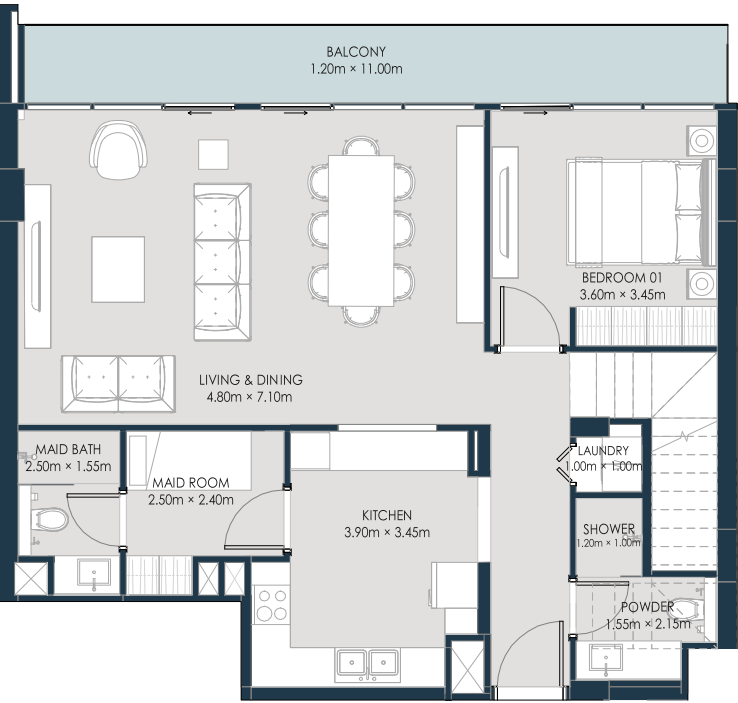 BALCONY
1.20m × 11.00m
BEDROOM 01
3.60m × 3.45m
LIVING & DINING
4.80m × 7.10m
MAID BATH
2.50m × 1.55m
MAID ROOM
2.50m × 2.40m
KITCHEN
3.90m × 3.45m
LAUNDRY
1.00m × 1.00m
SHOWER
1.20m × 1.00m
POWDER
1.55m × 2.15m